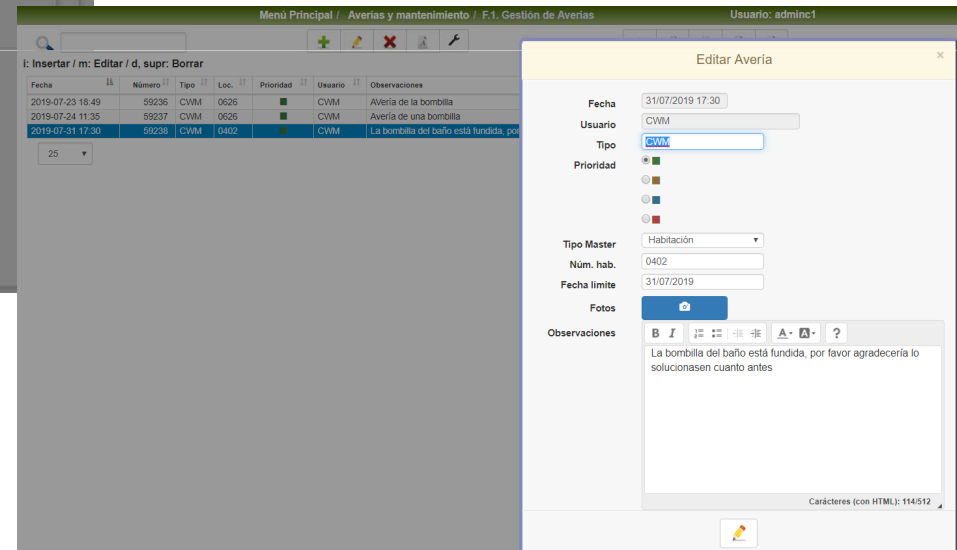 Menú Principal / Averias y mantenimiento / F.1. Gestión de Averias
Usuario: adminc1
i: Insertar / m: Editar / d, supr: Borrar
Fecha Número Tipo Loc. Prioridad Usuario Observaciones
2019-07-23 18:49 59236 CWM 0626 CWM AVería de la bombilla
2019-07-24 11:35 59237 CWM 0626 CWM Avería de una bombilla
2019-07-31 17:30 59238 CWM 0402 CWM La bombilla del baño está fundida, por
25
Editar Avería
×
Fecha 31/07/2019 17:30
Usuario CWM
Tipo CWM
Prioridad
Tipo Master Habitación
Núm. hab. 0402
Fecha límite 31/07/2019
Fotos
Observaciones
B I A A ?
La bombilla del baño está fundida, por favor agradecería lo
solucionasen cuanto antes
Carácteres (con HTML): 114/512